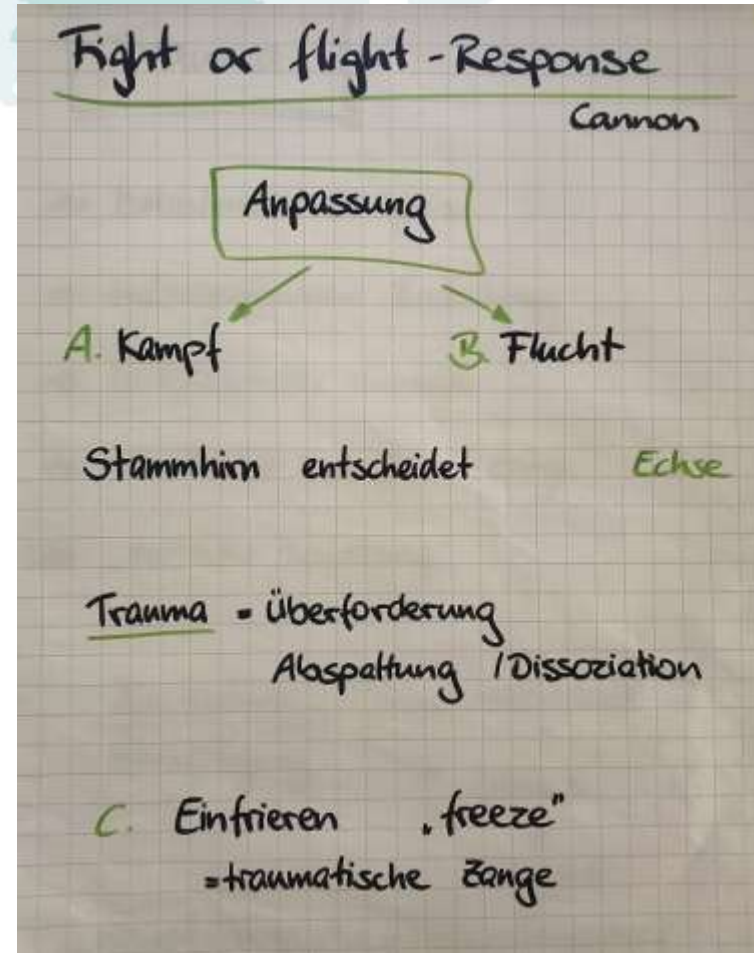 Fight or flight - Response
Cannon
Anpassung
A. Kampf B. Flucht
Stammhirn entscheidet Echse
Trauma = Überforderung
Abspaltung / Dissoziation
C. Einfrieren „freeze"
= traumatische Zange